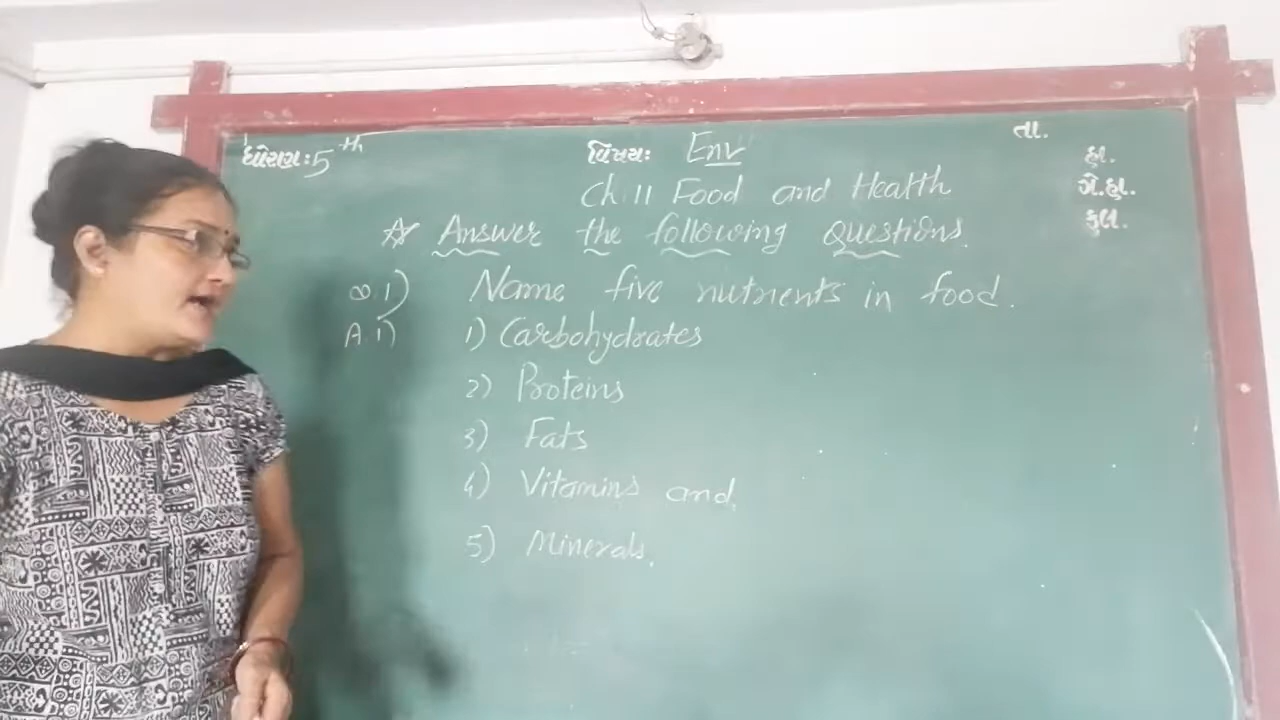 ધોરણ: 5th
વિષય: Env
તા.
હા.
ગે.હા.
કુલ.
Ch. 11 Food and Health
☆ Answer the following questions.
Q.1) Name five nutrients in food.
A.1) 1) Carbohydrates
2) Proteins
3) Fats
4) Vitamins and
5) Minerals.